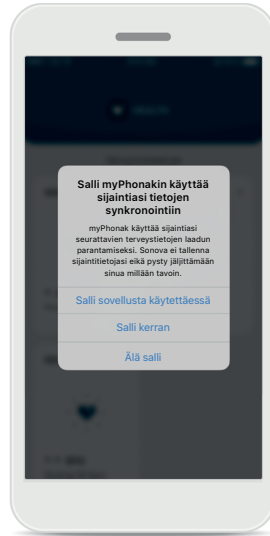 Salli myPhonakin käyttää
sijaintiasi tietojen
synkronointiin
myPhonak käyttää sijaintiasi
seurattavien terveystietojen laadun
parantamiseksi. Sonova ei tallenna
sijaintitietojasi eikä pysty jäljittämään
sinua millään tavoin.
Salli sovellusta käytettäessä
Salli kerran
Älä salli